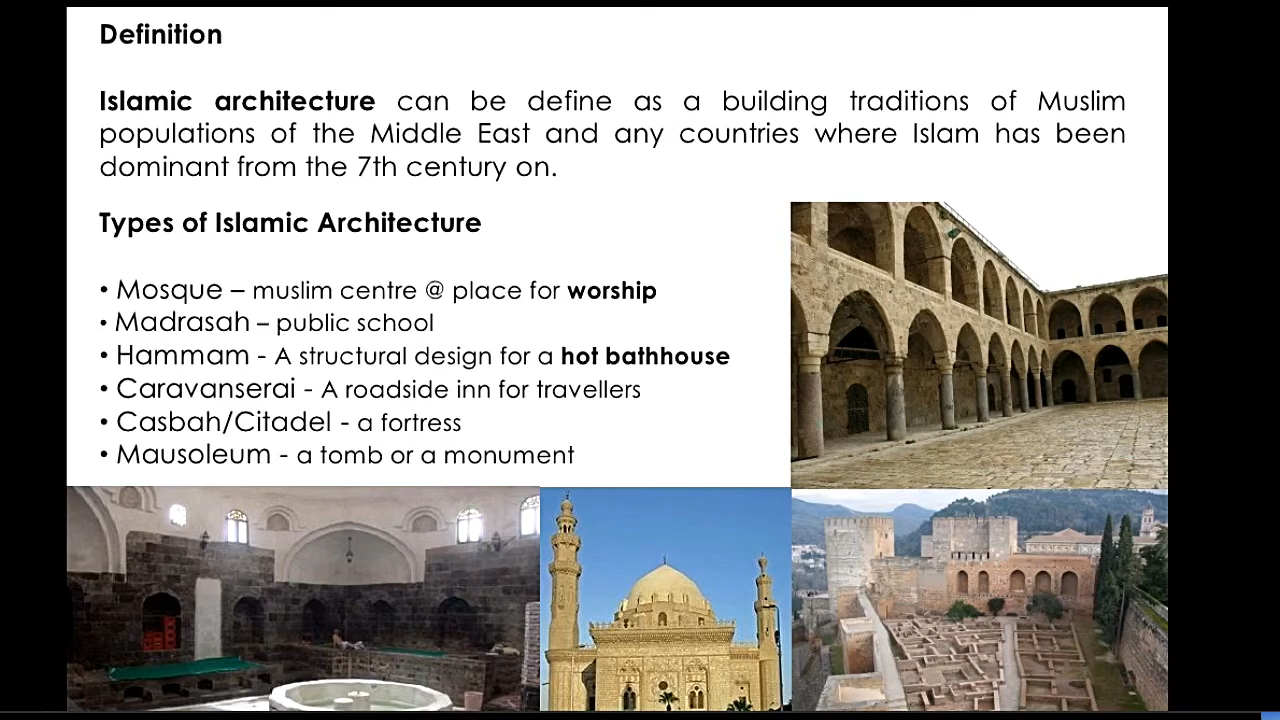 Definition
Islamic architecture can be define as a building traditions of Muslim
populations of the Middle East and any countries where Islam has been
dominant from the 7th century on.
Types of Islamic Architecture
• Mosque – muslim centre @ place for worship
• Madrasah – public school
• Hammam - A structural design for a hot bathhouse
• Caravanserai - A roadside inn for travellers
• Casbah/Citadel - a fortress
• Mausoleum - a tomb or a monument